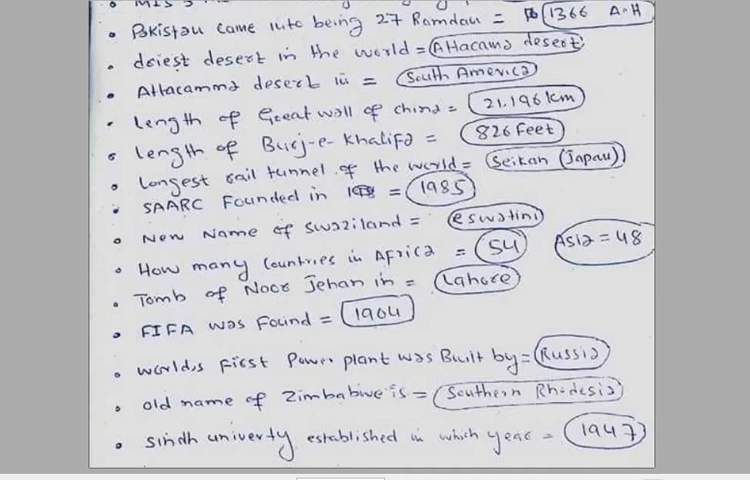 Pakistan came into being 27 Ramdan = 1366 A.H
driest desert in the world = Attacama desert
Attacamma desert in = South America
length of Great wall of china = 21,196 km
length of Burj-e-Khalifa = 826 Feet
Longest rail tunnel of the world = Seikan (Japan)
SAARC Founded in = 1985
New Name of Swaziland = eswatini
How many countries in Africa = 54 Asia = 48
Tomb of Noor Jehan in = Lahore
FIFA was Found = 1904
world,s First Power plant was Built by = Russia
old name of Zimbabwe is = Southern Rhodesia
Sindh univerty established in which year = 1947